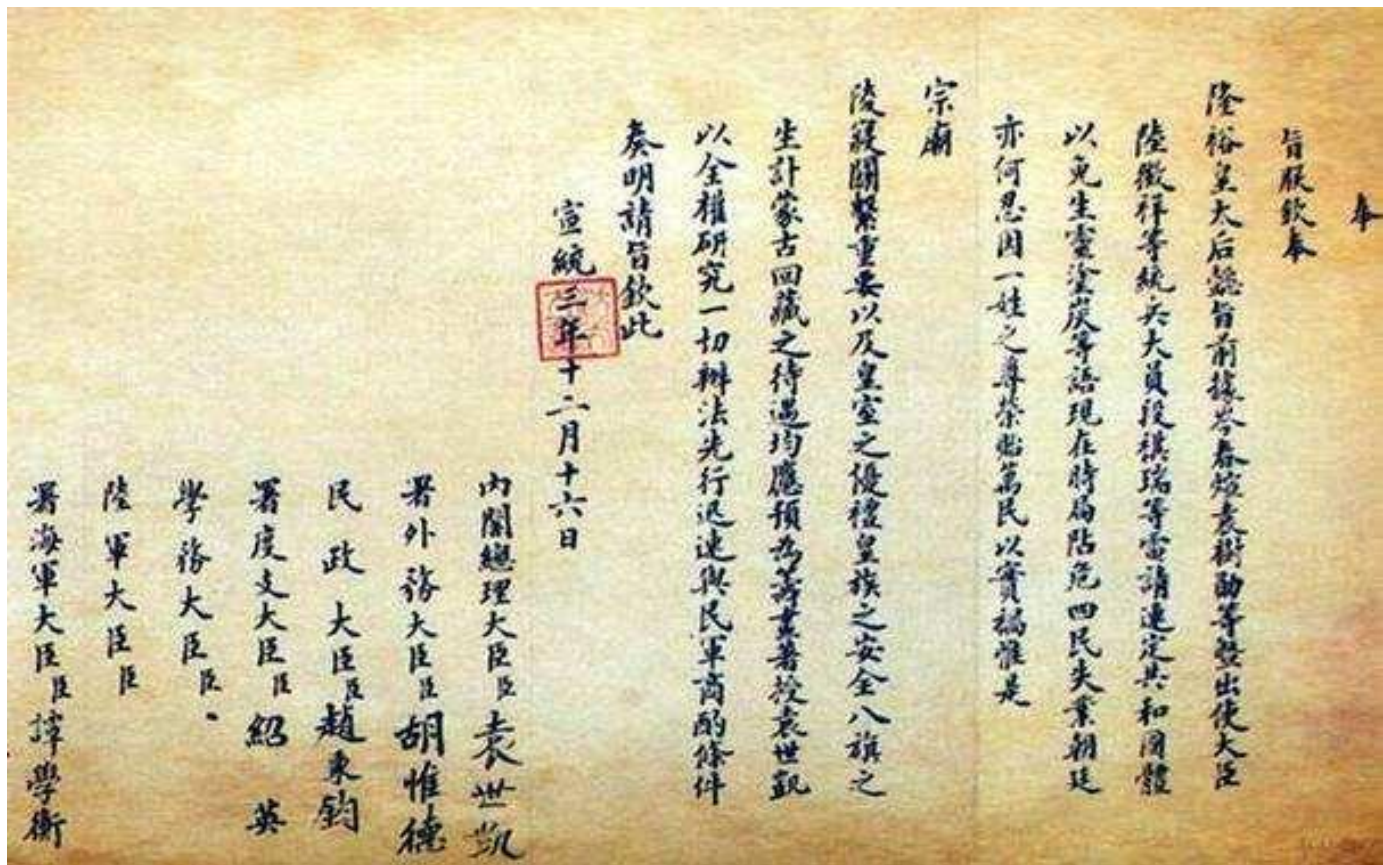 奉
旨朕欽奉
隆裕皇太后懿旨前據岑春煊袁樹勛等暨出使大臣
陸徵祥等統兵大員段祺瑞等電請速定共和國體
以免生靈塗炭等語現在時局阽危四民失業朝廷
亦何忍因一姓之尊榮貽萬民以實禍惟是
宗廟
陵寢關繫重要以及皇室之優禮皇族之安全八旗之
生計蒙古回藏之待遇均應預為籌畫著授袁世凱
以全權研究一切辦法先行迅速與民軍商酌條件
奏明請旨欽此
宣統三年十二月十六日
內閣總理大臣臣袁世凱
署外務大臣臣胡惟德
民政大臣臣趙秉鈞
署度支大臣臣紹英
學務大臣臣
陸軍大臣臣
署海軍大臣臣譚學衡